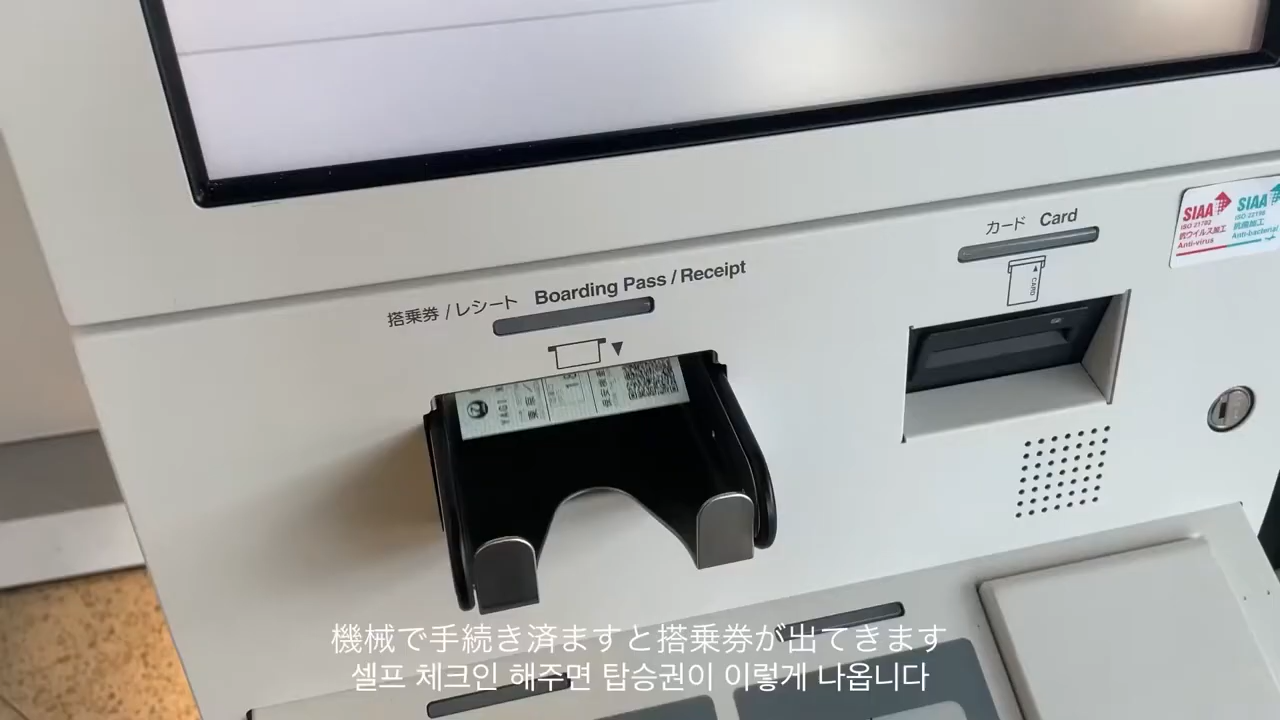 カード Card
SIAA
ISO 21702
抗ウイルス加工
Anti-virus
SIAA
ISO 22196
抗菌加工
Anti-bacterial
搭乗券 / レシート Boarding Pass / Receipt
CARD
機械で手続き済ますと搭乗券が出てきます
셀프 체크인 해주면 탑승권이 이렇게 나옵니다